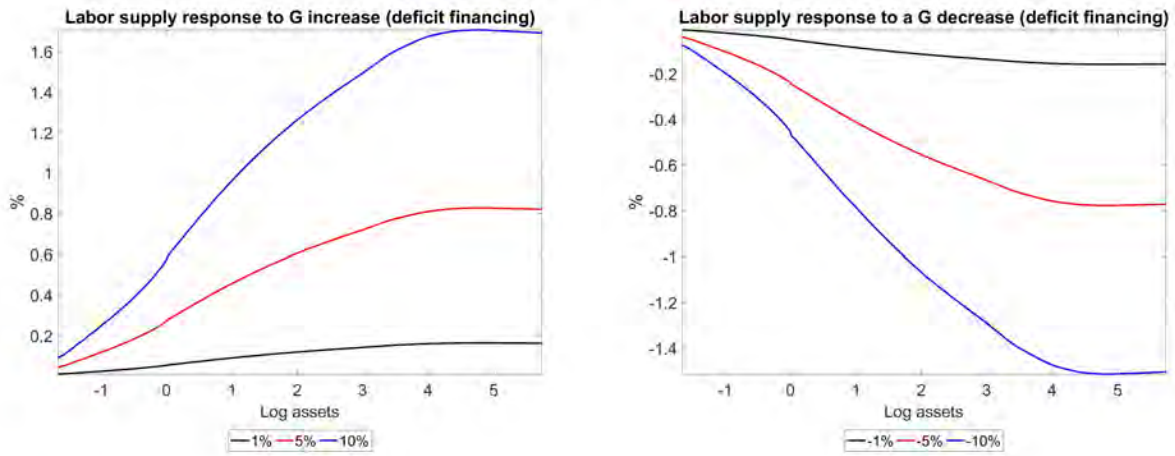 Labor supply response to G increase (deficit financing)
1.6
1.4
1.2
1
0.8
0.6
0.4
0.2
%
-1 0 1 2 3 4 5
Log assets
1% 5% 10%
Labor supply response to a G decrease (deficit financing)
-0.2
-0.4
-0.6
-0.8
-1
-1.2
-1.4
%
-1 0 1 2 3 4 5
Log assets
-1% -5% -10%